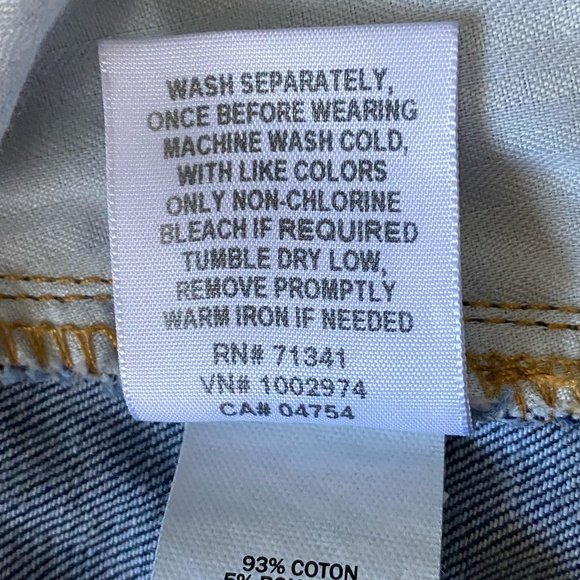 WASH SEPARATELY,
ONCE BEFORE WEARING
MACHINE WASH COLD,
WITH LIKE COLORS
ONLY NON-CHLORINE
BLEACH IF REQUIRED
TUMBLE DRY LOW,
REMOVE PROMPTLY
WARM IRON IF NEEDED
RN# 71341
VN# 1002974
CA# 04754
93% COTON
5%